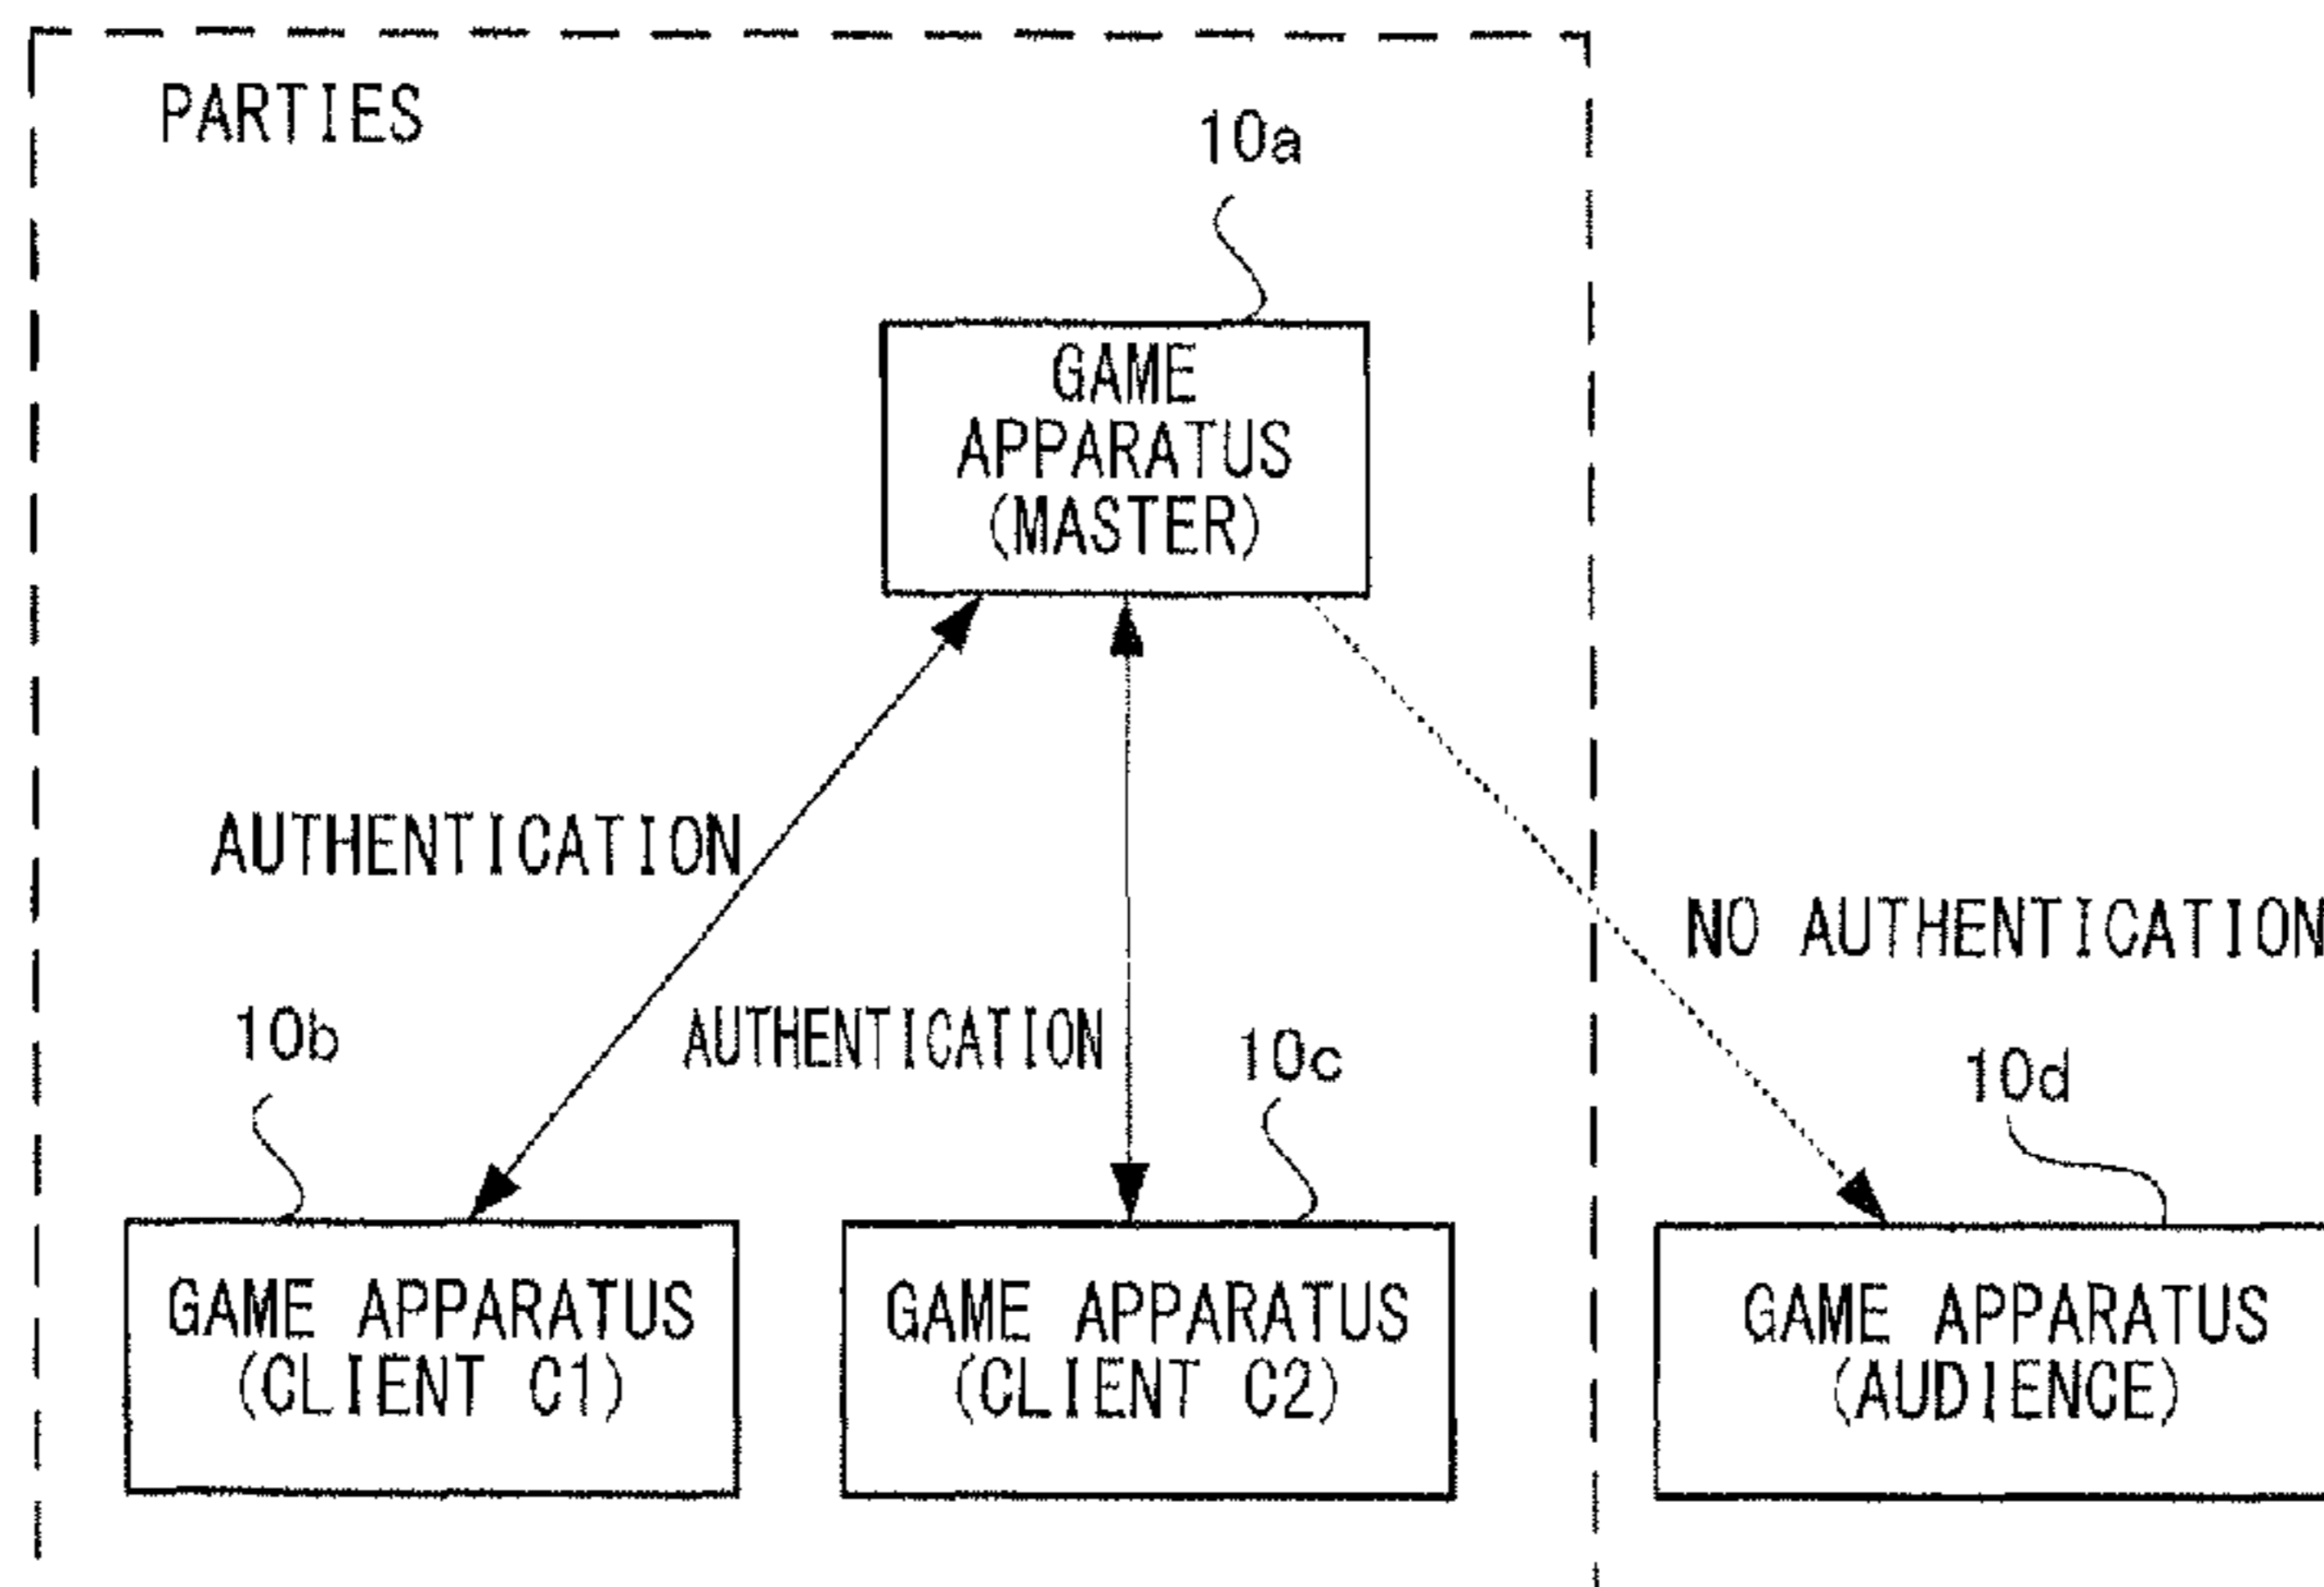 PARTIES
10a
GAME
APPARATUS
(MASTER)
AUTHENTICATION
NO AUTHENTICATION
10b
AUTHENTICATION
10c
10d
GAME APPARATUS
(CLIENT C1)
GAME APPARATUS
(CLIENT C2)
GAME APPARATUS
(AUDIENCE)